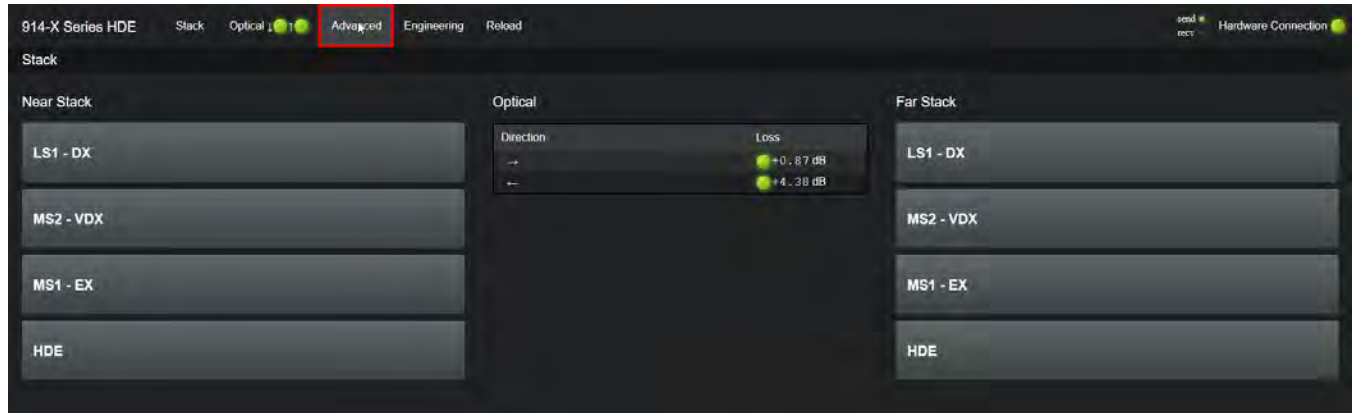 914-X Series HDE Stack Optical ↓ ↑ Advanced Engineering Reload send recv Hardware Connection
Stack
Near Stack Optical Far Stack
Direction Loss
LS1 - DX → +0.87 dB LS1 - DX
← +4.38 dB
MS2 - VDX MS2 - VDX
MS1 - EX MS1 - EX
HDE HDE